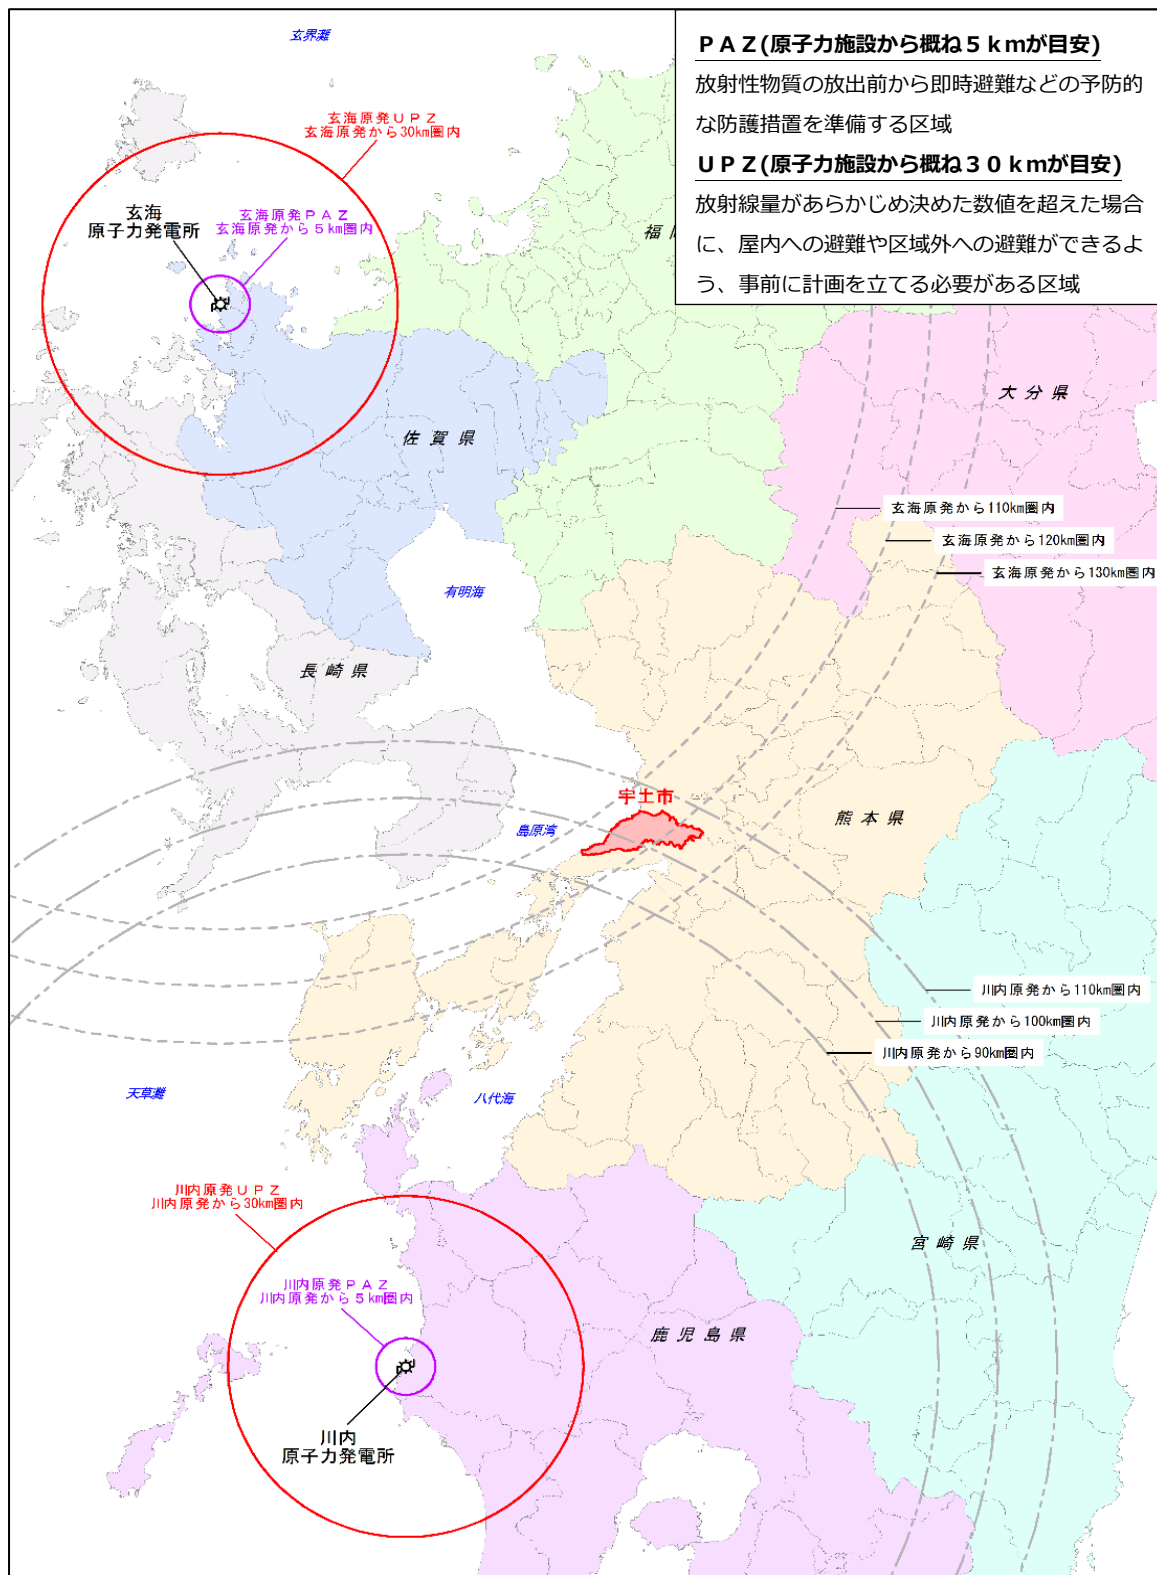 玄界灘
ＰＡＺ(原子力施設から概ね５ｋｍが目安)
放射性物質の放出前から即時避難などの予防的
な防護措置を準備する区域
ＵＰＺ(原子力施設から概ね３０ｋｍが目安)
放射線量があらかじめ決めた数値を超えた場合
に、屋内への避難や区域外への避難ができるよ
う、事前に計画を立てる必要がある区域
玄海原発ＵＰＺ
玄海原発から30km圏内
玄海
原子力発電所
玄海原発ＰＡＺ
玄海原発から５km圏内
福
大分県
佐賀県
玄海原発から110km圏内
玄海原発から120km圏内
玄海原発から130km圏内
有明海
長崎県
宇土市
島原湾
熊本県
川内原発から110km圏内
川内原発から100km圏内
川内原発から90km圏内
天草灘
八代海
川内原発ＵＰＺ
川内原発から30km圏内
宮崎県
川内原発ＰＡＺ
川内原発から５km圏内
鹿児島県
川内
原子力発電所